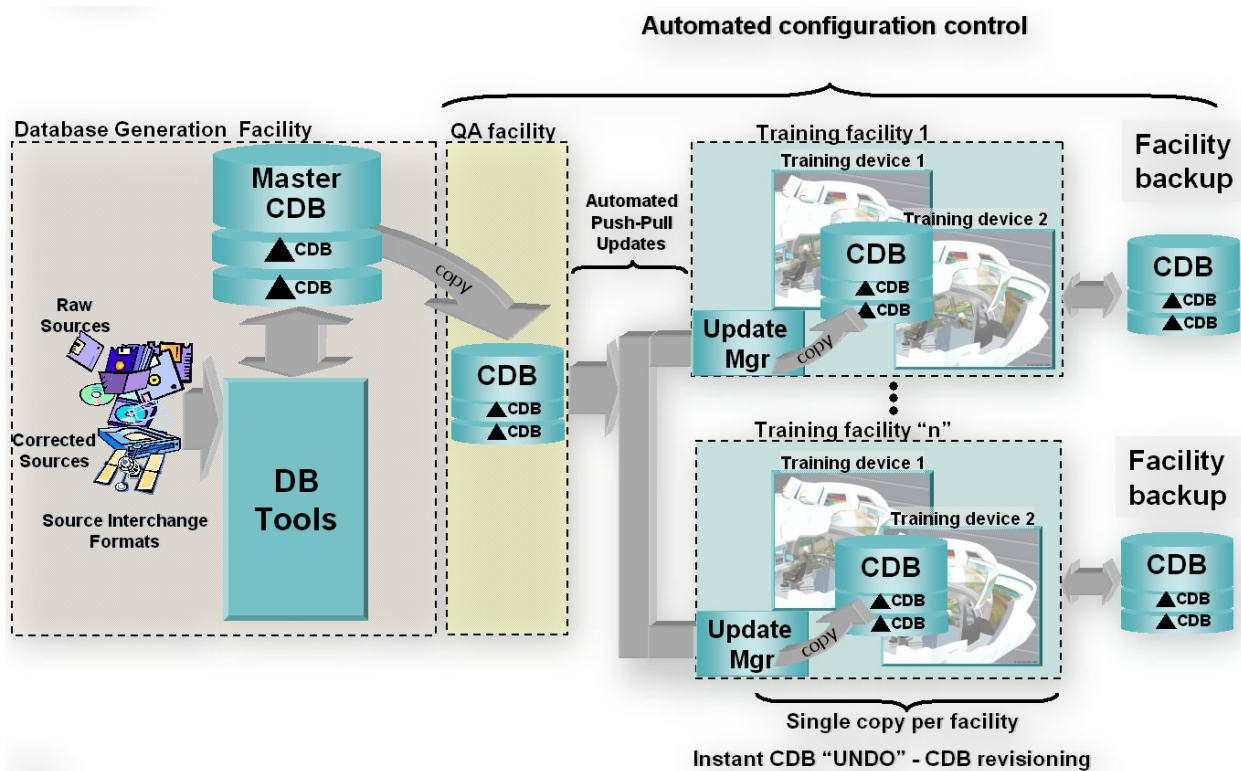 Automated configuration control
Database Generation Facility
Master
CDB
▲CDB
▲CDB
copy
Raw
Sources
Corrected
Sources
Source Interchange
Formats
DB
Tools
QA facility
CDB
▲CDB
▲CDB
Automated
Push-Pull
Updates
Training facility 1
Training device 1
Training device 2
CDB
▲CDB
▲CDB
Update
Mgr
copy
Facility
backup
CDB
▲CDB
▲CDB
Training facility “n”
Training device 1
Training device 2
CDB
▲CDB
▲CDB
Update
Mgr
copy
Facility
backup
CDB
▲CDB
▲CDB
Single copy per facility
Instant CDB “UNDO” - CDB revisioning